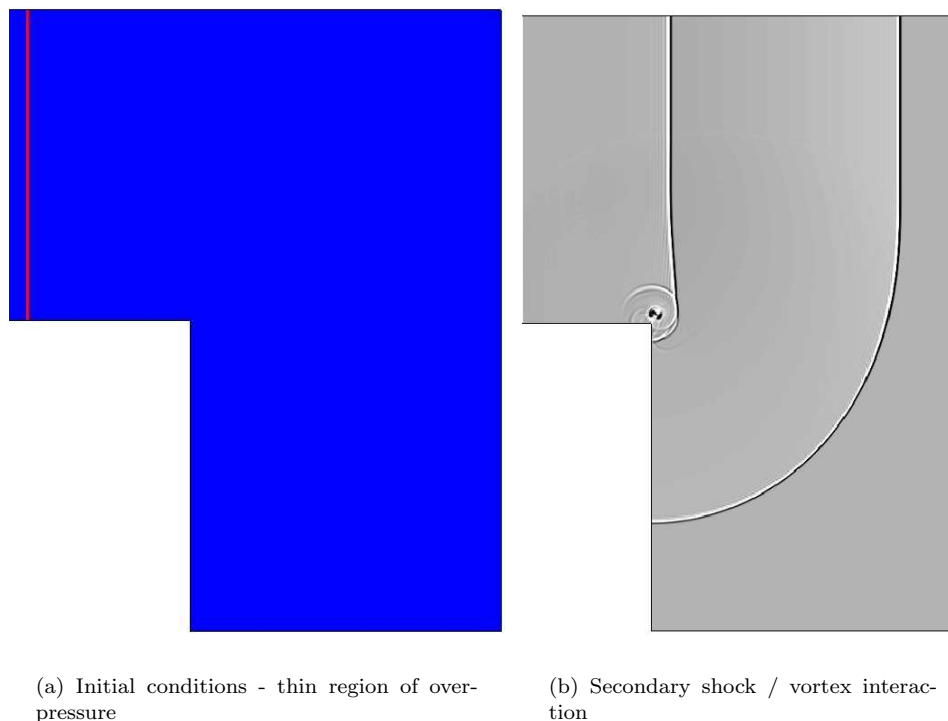 (a) Initial conditions - thin region of over-
pressure
(b) Secondary shock / vortex interac-
tion